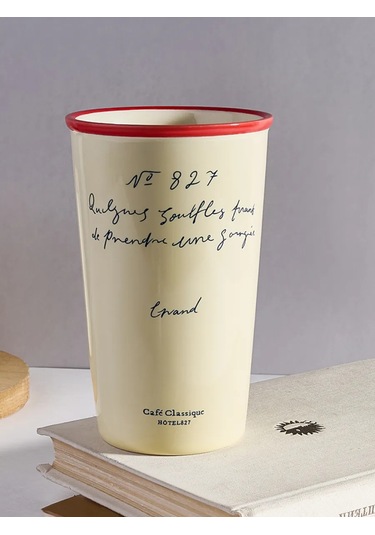 Nº 827
Quelques souffles avant
de prendre une gorgée
Grand
Café Classique
HOTEL827